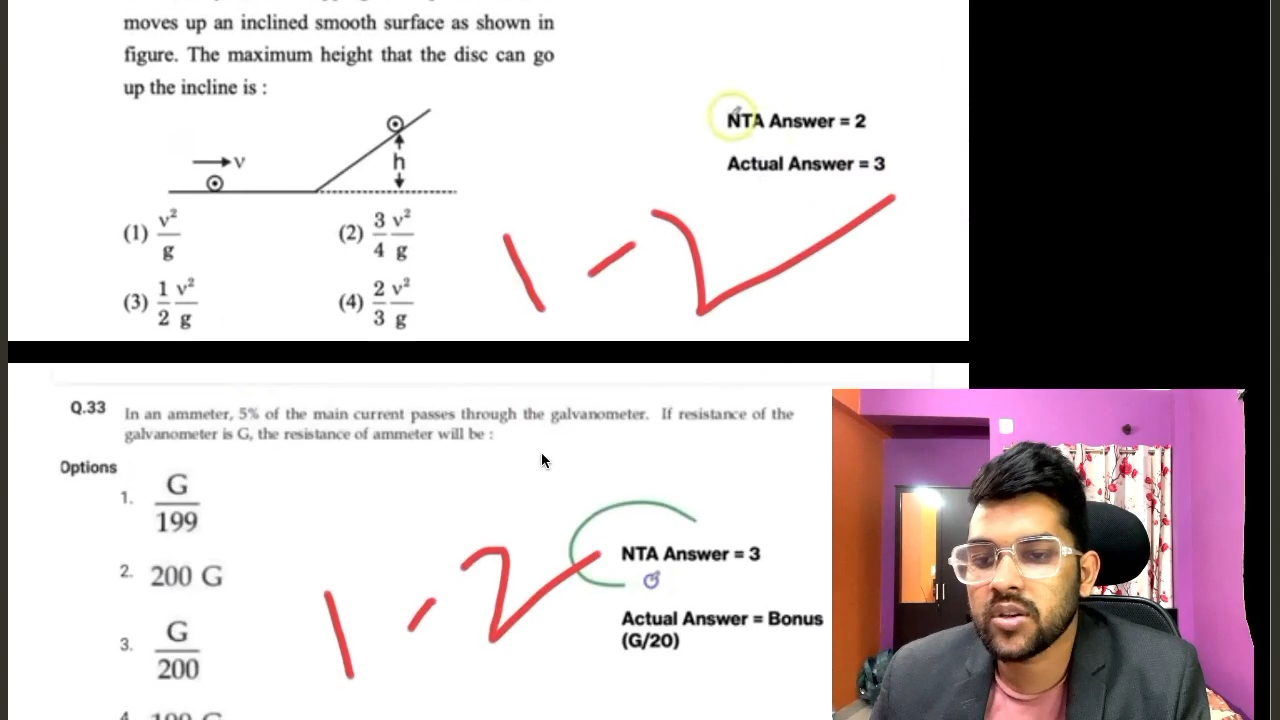 moves up an inclined smooth surface as shown in
figure. The maximum height that the disc can go
up the incline is :
v
h
NTA Answer = 2
Actual Answer = 3
(1) v²/g
(2) 3/4 v²/g
(3) 1/2 v²/g
(4) 2/3 v²/g
1 - 2
Q.33 In an ammeter, 5% of the main current passes through the galvanometer. If resistance of the
galvanometer is G, the resistance of ammeter will be :
Options
1. G/199
2. 200 G
3. G/200
1 - 2
NTA Answer = 3
Actual Answer = Bonus
(G/20)